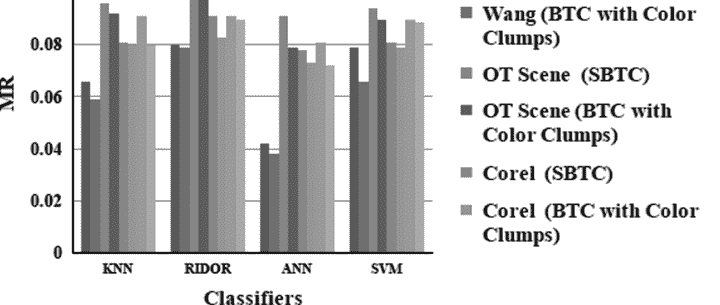 0.08
0.06
0.04
0.02
0
MR
KNN
RIDOR
ANN
SVM
Classifiers
Wang (BTC with Color
Clumps)
OT Scene (SBTC)
OT Scene (BTC with
Color Clumps)
Corel (SBTC)
Corel (BTC with Color
Clumps)